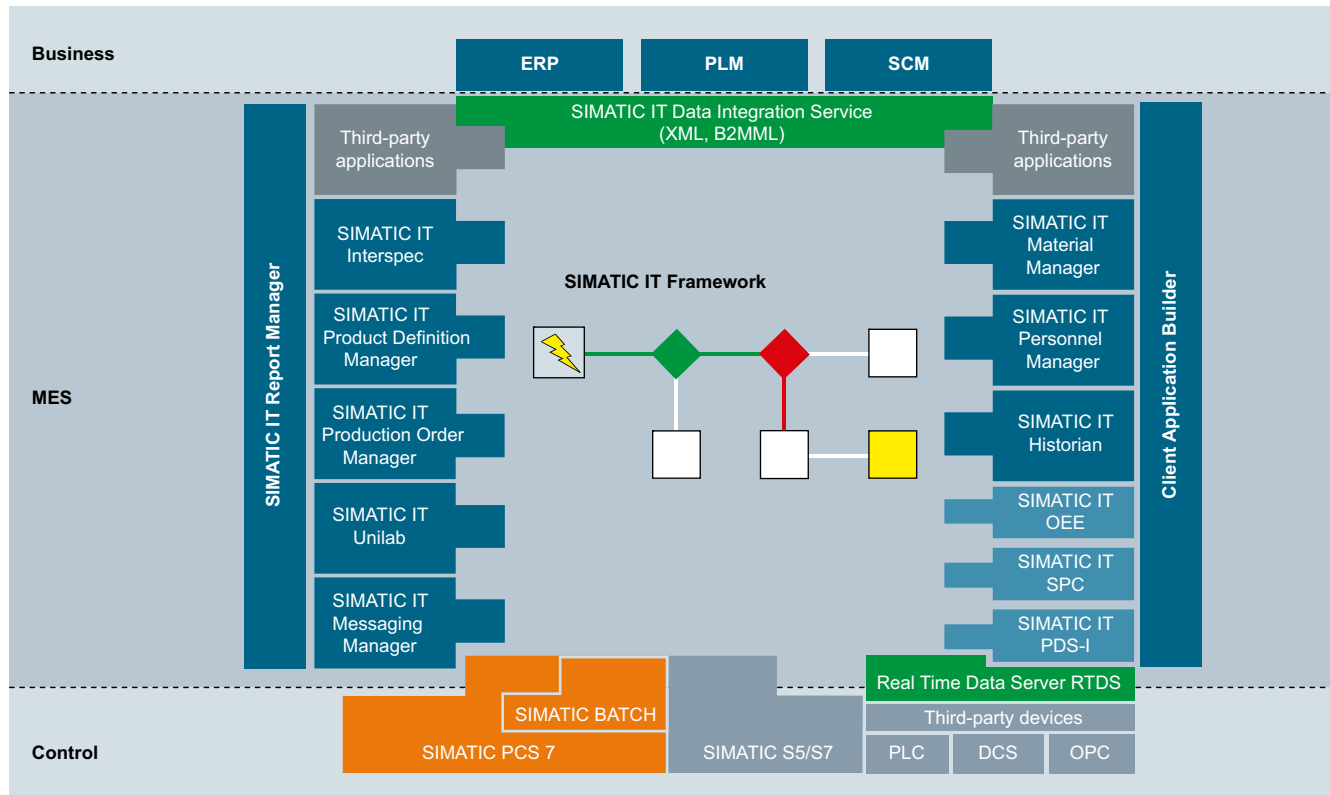 Business
ERP
PLM
SCM
SIMATIC IT Data Integration Service
(XML, B2MML)
MES
SIMATIC IT Report Manager
Third-party
applications
SIMATIC IT
Interspec
SIMATIC IT
Product Definition
Manager
SIMATIC IT
Production Order
Manager
SIMATIC IT
Unilab
SIMATIC IT
Messaging
Manager
SIMATIC IT Framework
Third-party
applications
SIMATIC IT
Material
Manager
SIMATIC IT
Personnel
Manager
SIMATIC IT
Historian
SIMATIC IT
OEE
SIMATIC IT
SPC
SIMATIC IT
PDS-I
Client Application Builder
Control
SIMATIC BATCH
SIMATIC PCS 7
SIMATIC S5/S7
Real Time Data Server RTDS
Third-party devices
PLC
DCS
OPC